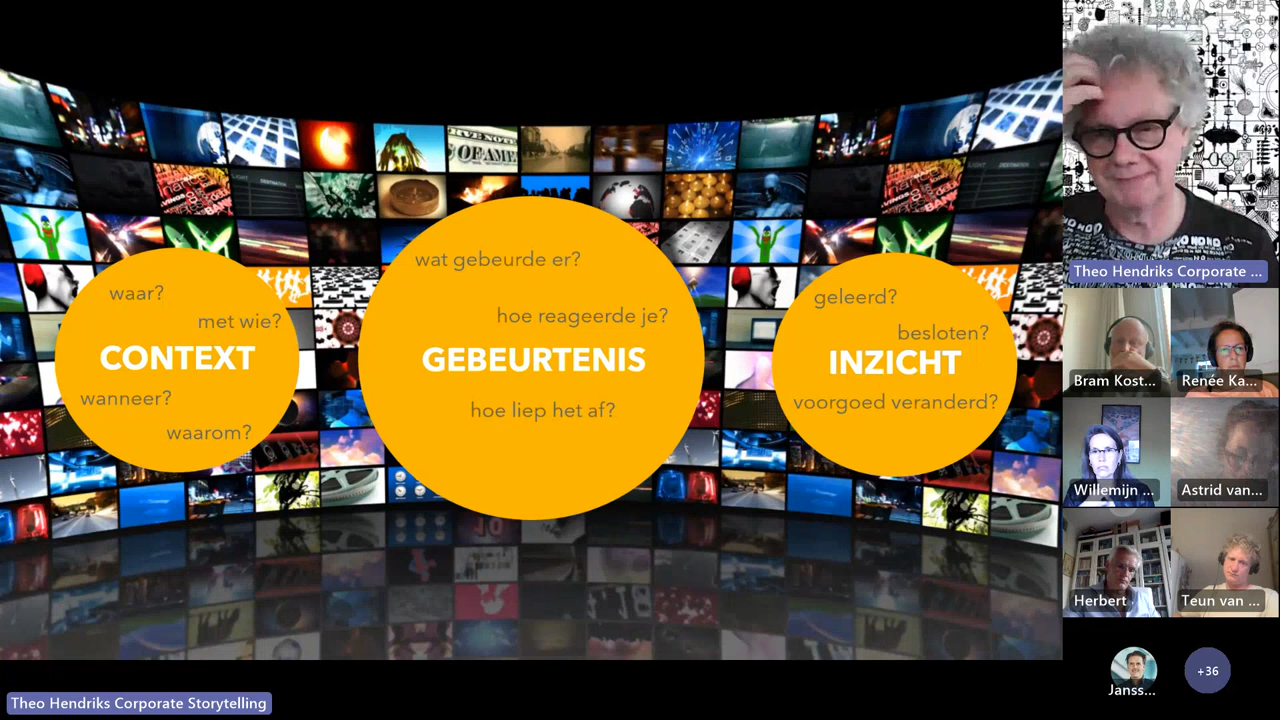 waar?
met wie?
CONTEXT
wanneer?
waarom?
wat gebeurde er?
hoe reageerde je?
GEBEURTENIS
hoe liep het af?
geleerd?
besloten?
INZICHT
voorgoed veranderd?
Theo Hendriks Corporate ...
Bram Kost...
Renée Ka...
Willemijn ...
Astrid van...
Herbert
Teun van ...
Janss...
+36
Theo Hendriks Corporate Storytelling